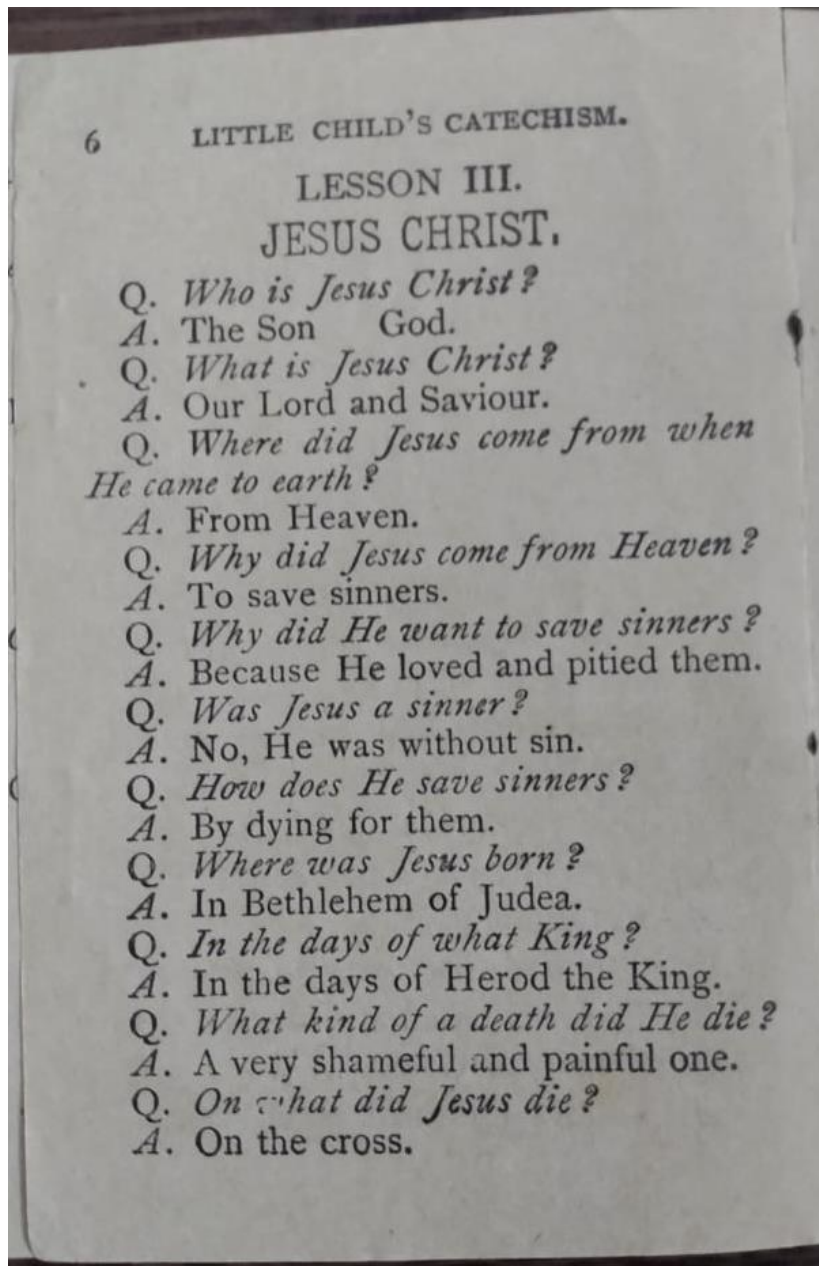 6 LITTLE CHILD'S CATECHISM.
LESSON III.
JESUS CHRIST.
Q. Who is Jesus Christ?
A. The Son God.
Q. What is Jesus Christ?
A. Our Lord and Saviour.
Q. Where did Jesus come from when
He came to earth?
A. From Heaven.
Q. Why did Jesus come from Heaven?
A. To save sinners.
Q. Why did He want to save sinners?
A. Because He loved and pitied them.
Q. Was Jesus a sinner?
A. No, He was without sin.
Q. How does He save sinners?
A. By dying for them.
Q. Where was Jesus born?
A. In Bethlehem of Judea.
Q. In the days of what King?
A. In the days of Herod the King.
Q. What kind of a death did He die?
A. A very shameful and painful one.
Q. On what did Jesus die?
A. On the cross.